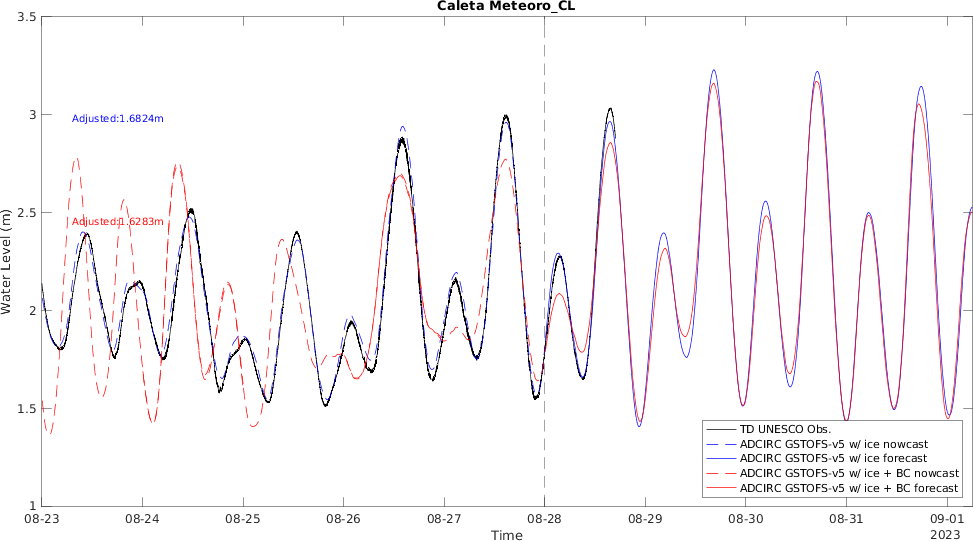 Caleta Meteoro_CL
3.5
3
2.5
2
1.5
1
Water Level (m)
Adjusted:1.6824m
Adjusted:1.6283m
TD UNESCO Obs.
ADCIRC GSTOFS-v5 w/ ice nowcast
ADCIRC GSTOFS-v5 w/ ice forecast
ADCIRC GSTOFS-v5 w/ ice + BC nowcast
ADCIRC GSTOFS-v5 w/ ice + BC forecast
08-23 08-24 08-25 08-26 08-27 08-28 08-29 08-30 08-31 09-01
2023
Time